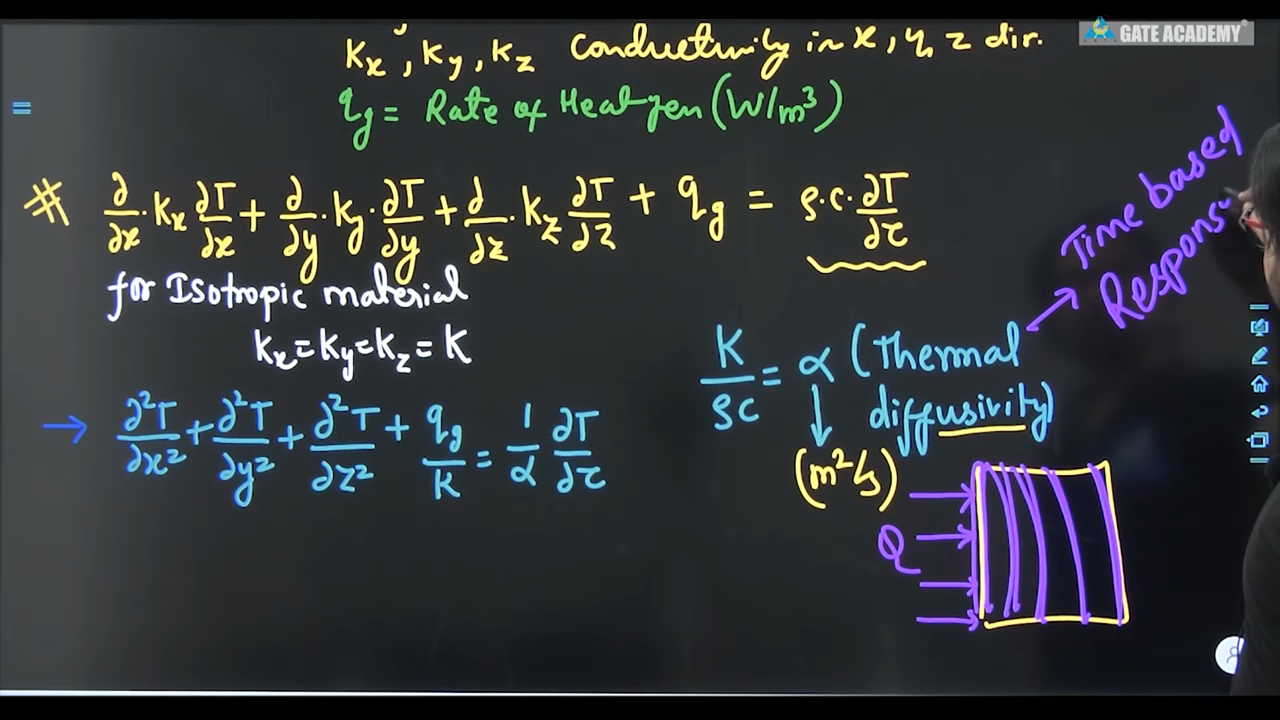 GATE ACADEMY
kx, ky, kz Conductivity in x, y, z dir.
qg = Rate of Heat gen (W/m³)
# ∂/∂x · kx ∂T/∂x + ∂/∂y · ky · ∂T/∂y + ∂/∂z · kz ∂T/∂z + qg = ρ·c· ∂T/∂τ
for Isotropic material
kx = ky = kz = k
→ ∂²T/∂x² + ∂²T/∂y² + ∂²T/∂z² + qg/k = 1/α ∂T/∂τ
k/ρc = α (Thermal
diffusivity)
(m²/s)
Time based
Respons
Q